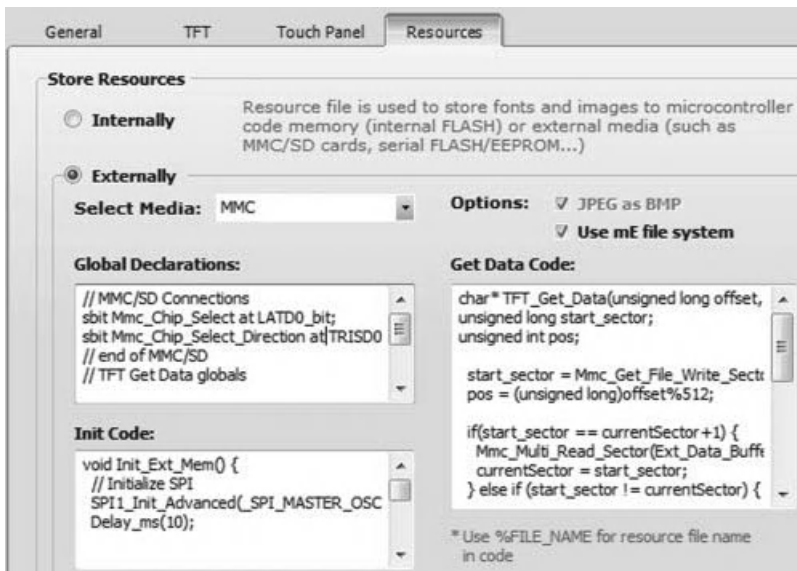 General TFT Touch Panel Resources
Store Resources
Internally
Resource file is used to store fonts and images to microcontroller
code memory (internal FLASH) or external media (such as
MMC/SD cards, serial FLASH/EEPROM...)
Externally
Select Media: MMC
Options: JPEG as BMP
Use mE file system
Global Declarations:
// MMC/SD Connections
sbit Mmc_Chip_Select at LATD0_bit;
sbit Mmc_Chip_Select_Direction at TRISD0
// end of MMC/SD
// TFT Get Data globals
Init Code:
void Init_Ext_Mem() {
// Initialize SPI
SPI1_Init_Advanced(_SPI_MASTER_OSC
Delay_ms(10);
Get Data Code:
char* TFT_Get_Data(unsigned long offset,
unsigned long start_sector;
unsigned int pos;
start_sector = Mmc_Get_File_Write_Sect
pos = (unsigned long)offset%512;
if(start_sector == currentSector+1) {
Mmc_Multi_Read_Sector(Ext_Data_Buffe
currentSector = start_sector;
} else if (start_sector != currentSector) {
* Use %FILE_NAME for resource file name
in code